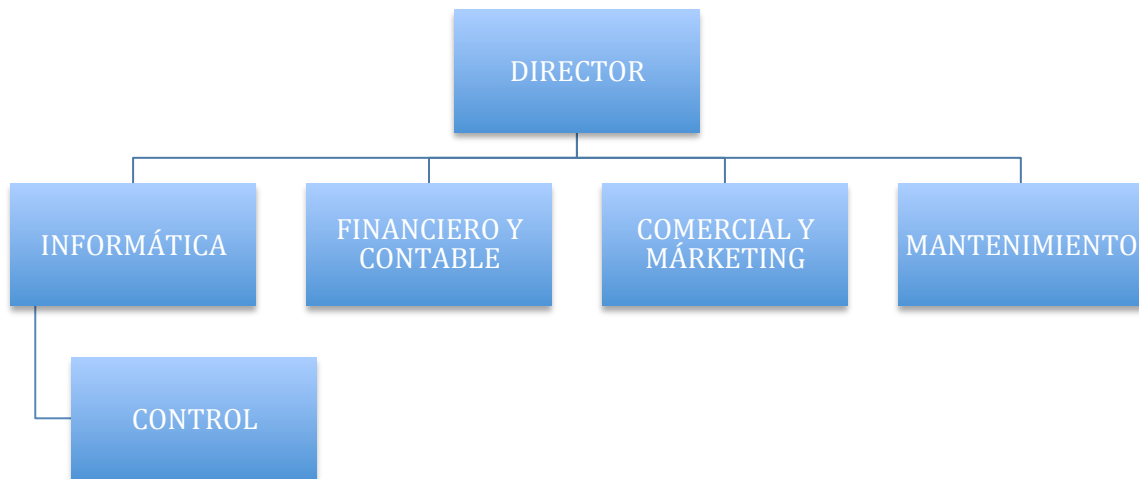 DIRECTOR
INFORMÁTICA
FINANCIERO Y
CONTABLE
COMERCIAL Y
MÁRKETING
MANTENIMIENTO
CONTROL